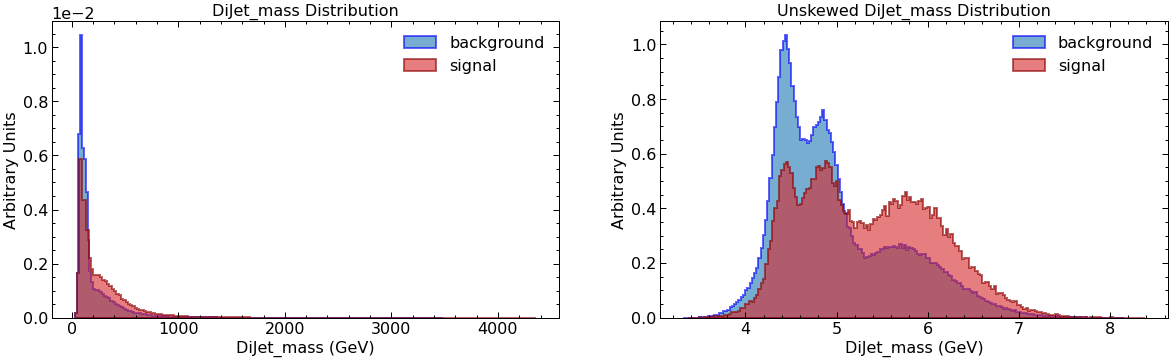 DiJet_mass Distribution
1e−2
1.0
0.8
0.6
0.4
0.2
0.0
Arbitrary Units
background
signal
0 1000 2000 3000 4000
DiJet_mass (GeV)
Unskewed DiJet_mass Distribution
1.0
0.8
0.6
0.4
0.2
0.0
Arbitrary Units
background
signal
4 5 6 7 8
DiJet_mass (GeV)